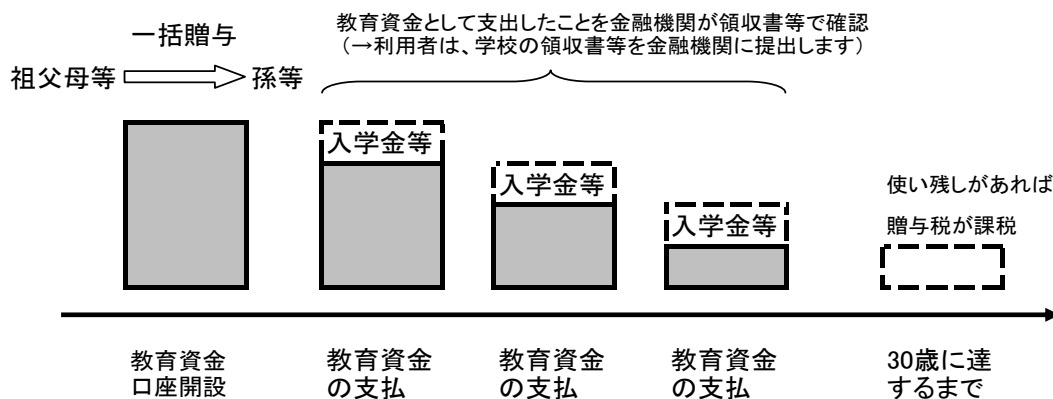 一括贈与
祖父母等
孫等
教育資金として支出したことを金融機関が領収書等で確認
(→利用者は、学校の領収書等を金融機関に提出します)
入学金等
入学金等
入学金等
使い残しがあれば
贈与税が課税
教育資金
口座開設
教育資金
の支払
教育資金
の支払
教育資金
の支払
30歳に達
するまで